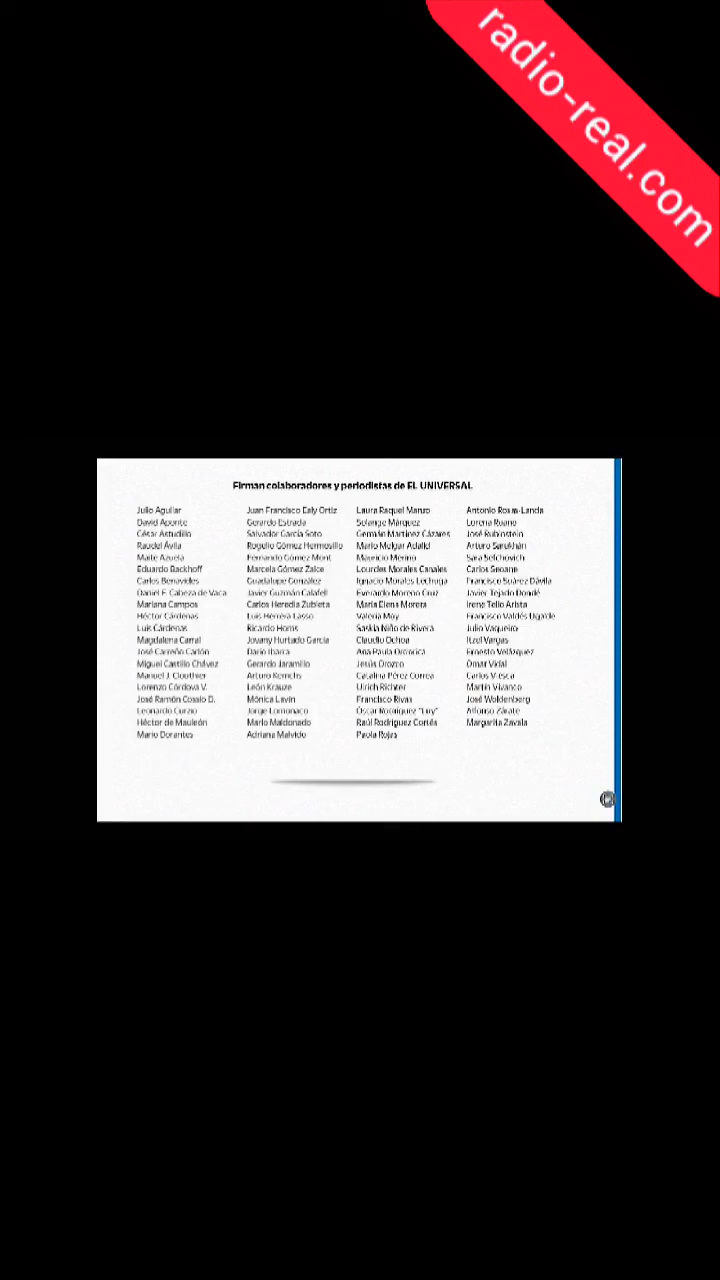 radio-real.com
Firman colaboradores y periodistas de EL UNIVERSAL
Julio Aguilar
David Aponte
César Astudillo
Raudel Ávila
Maite Azuela
Eduardo Backhoff
Carlos Benavides
Daniel F. Cabeza de Vaca
Mariana Campos
Héctor Cárdenas
Luis Cárdenas
Magdalena Carral
José Carreño Carlón
Miguel Castillo Chávez
Manuel J. Clouthier
Lorenzo Córdova V.
José Ramón Cossío D.
Leonardo Curzio
Héctor de Mauleón
Mario Dorantes
Juan Francisco Ealy Ortiz
Gerardo Estrada
Salvador García Soto
Rogelio Gómez Hermosillo
Fernando Gómez Mont
Marcela Gómez Zalce
Guadalupe González
Javier Guzmán Calafell
Carlos Heredia Zubieta
Luis Herrera Lasso
Ricardo Homs
Jovany Hurtado García
Darío Ibarra
Gerardo Jaramillo
Arturo
León Krauze
Mónica Lavín
Jorge Lomonaco
Mario Maldonado
Adriana Malvido
Laura Raquel Manzo
Solange Márquez
Germán Martínez Cázares
Mario Melgar Adalid
Mauricio Merino
Lourdes Morales Canales
Ignacio Morales Lechuga
Everardo Moreno Cruz
María Elena Morera
Valeria Moy
Saskia Niño de Rivera
Claudio Ochoa
Ana Paula Ordorica
Jesús Orozco
Catalina Pérez Correa
Ulrich Richter
Francisco Rivas
Óscar Rodríguez "Luy"
Raúl Rodríguez Cortés
Paola Rojas
Antonio Rosas-Landa
Lorena Roano
José Rubinstein
Arturo Sarukhán
Sara Sefchovich
Carlos Seoane
Francisco Suárez Dávila
Javier Tejado Dondé
Irene Tello Arista
Francisco Valdés Ugalde
Julio Vaqueiro
Itzel Vargas
Ernesto Velázquez
Omar Vidal
Carlos Viesca
Martín Vivanco
José Woldenberg
Alfonso Zárate
Margarita Zavala